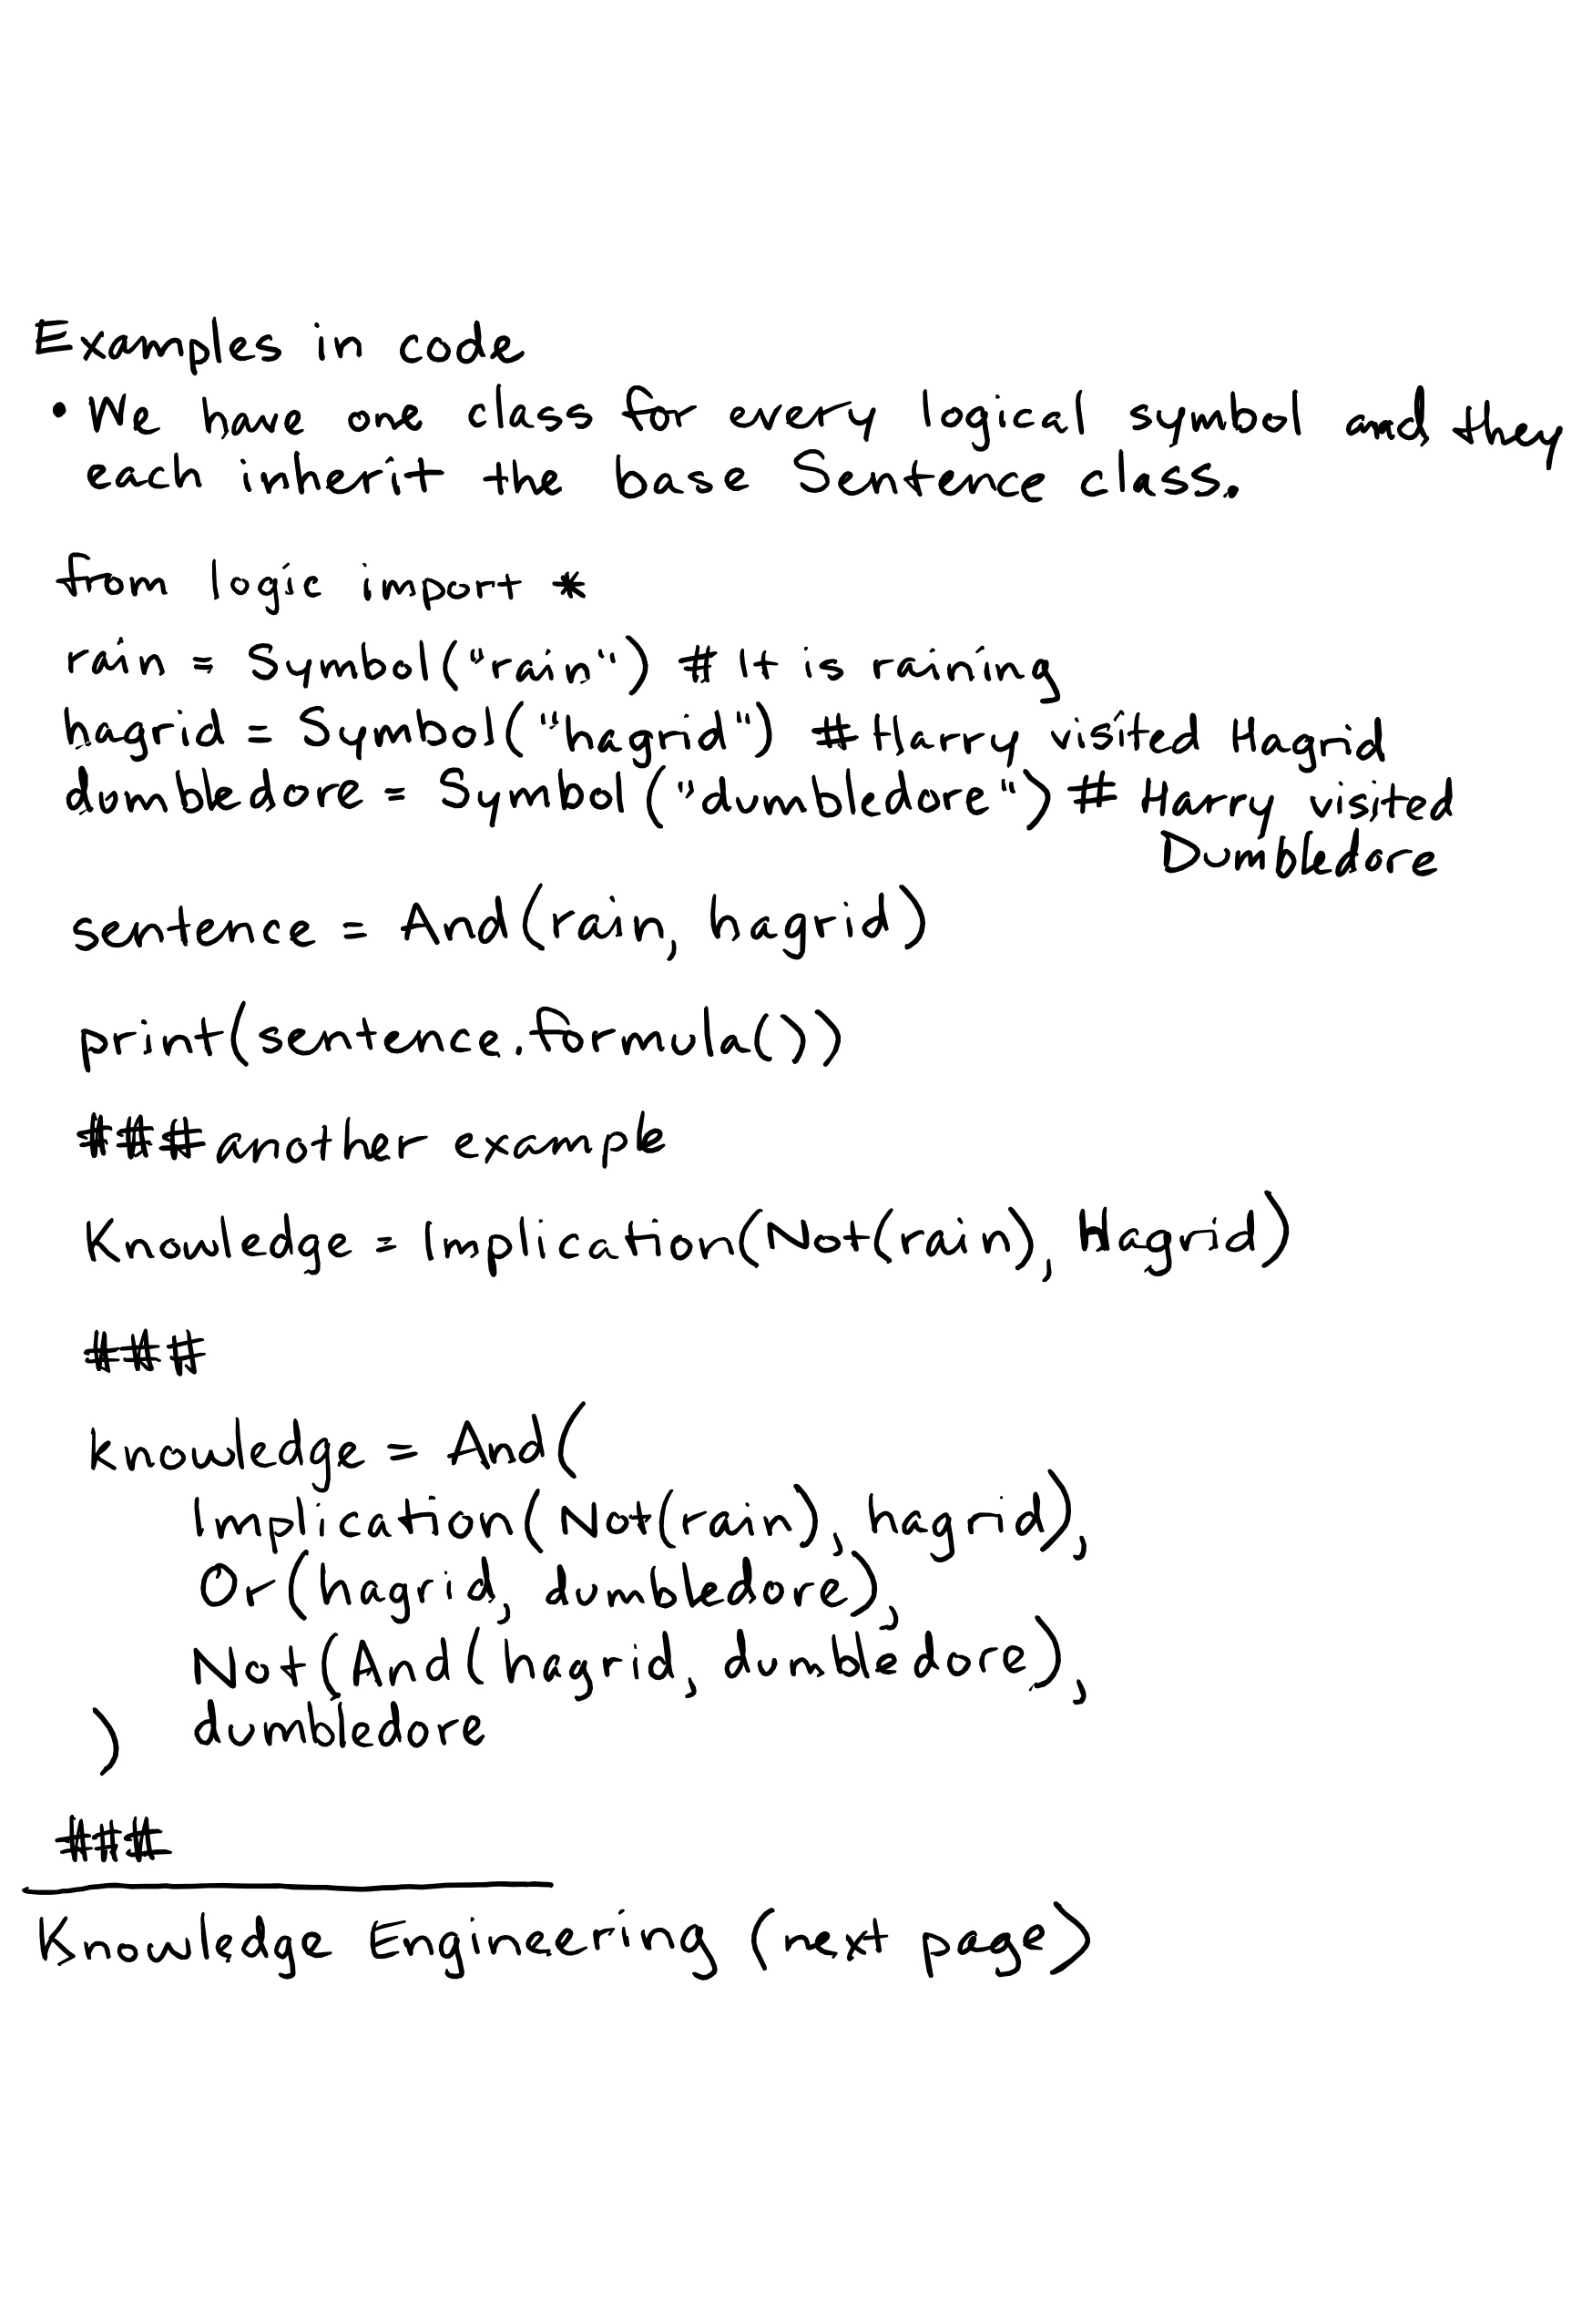 Examples in code
• We have one class for every logical symbol and they
each inherit the base Sentence class.
from logic import *
rain = Symbol("rain") # It is raining
hagrid = Symbol("hagrid") # Harry visited Hagrid
dumbledore = Symbol("dumbledore") # Harry visited
Dumbledore
sentence = And(rain, hagrid)
print(sentence.formula())
### another example
Knowledge = Implication(Not(rain), Hagrid)
###
knowledge = And(
Implication(Not(rain), hagrid),
Or(hagrid, dumbledore),
Not(And(hagrid, dumbledore),
) dumbledore
###
Knowledge Engineering (next page)